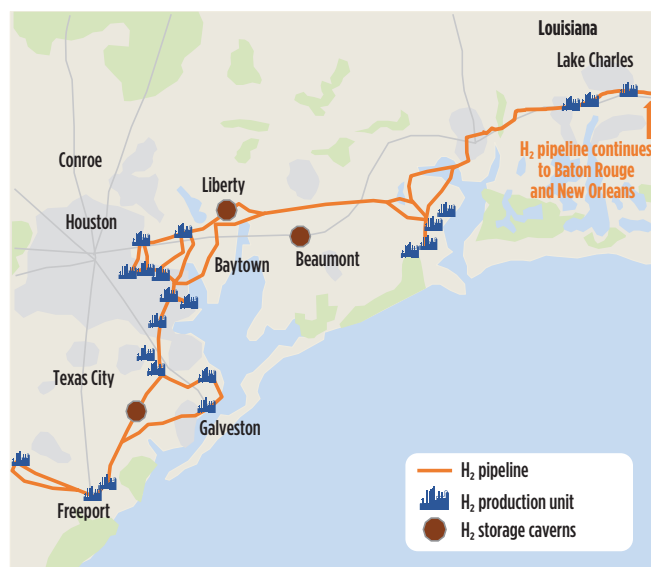 Louisiana
Lake Charles
H₂ pipeline continues
to Baton Rouge
and New Orleans
Conroe
Liberty
Houston
Baytown
Beaumont
Texas City
Galveston
Freeport
H₂ pipeline
H₂ production unit
H₂ storage caverns